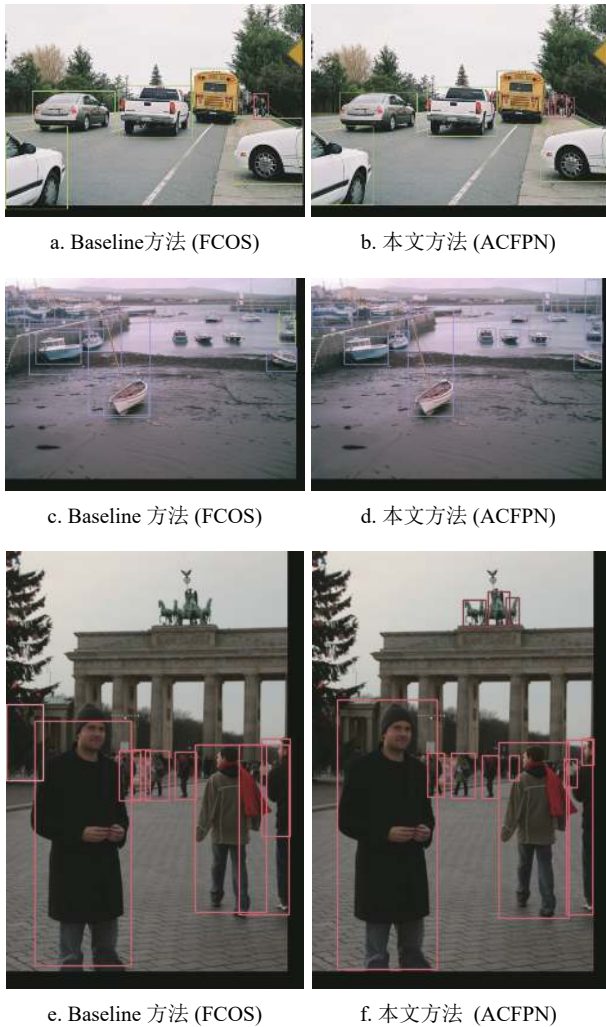 a. Baseline方法 (FCOS)
b. 本文方法 (ACFPN)
c. Baseline 方法 (FCOS)
d. 本文方法 (ACFPN)
e. Baseline 方法 (FCOS)
f. 本文方法 (ACFPN)